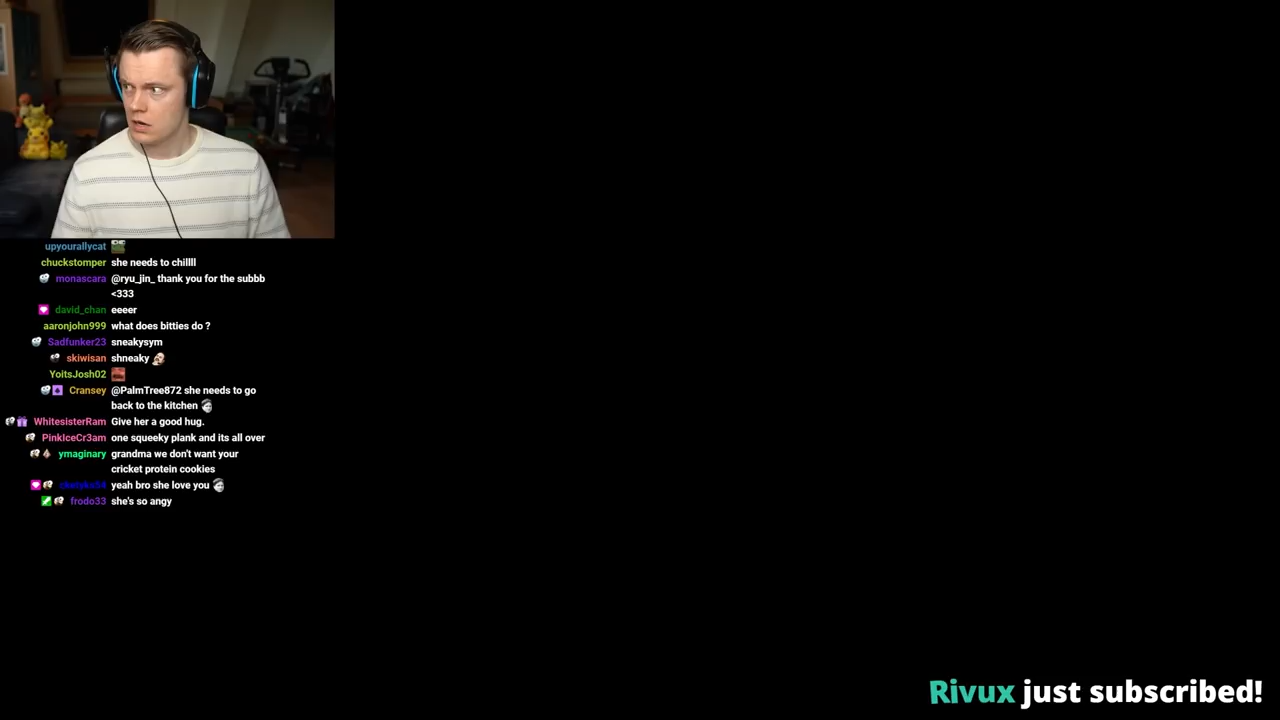 upyourallycat
chuckstomper she needs to chillll
monascara @ryu_jin_ thank you for the subbb
<333
david_chan eeeer
aaronjohn999 what does bitties do ?
Sadfunker23 sneakysym
skiwisan shneaky
YoitsJosh02
Cransey @PalmTree872 she needs to go
back to the kitchen
WhitesisterRam Give her a good hug.
PinkIceCr3am one squeeky plank and its all over
ymaginary grandma we don't want your
cricket protein cookies
yeah bro she love you
frodo33 she's so angy
Rivux just subscribed!